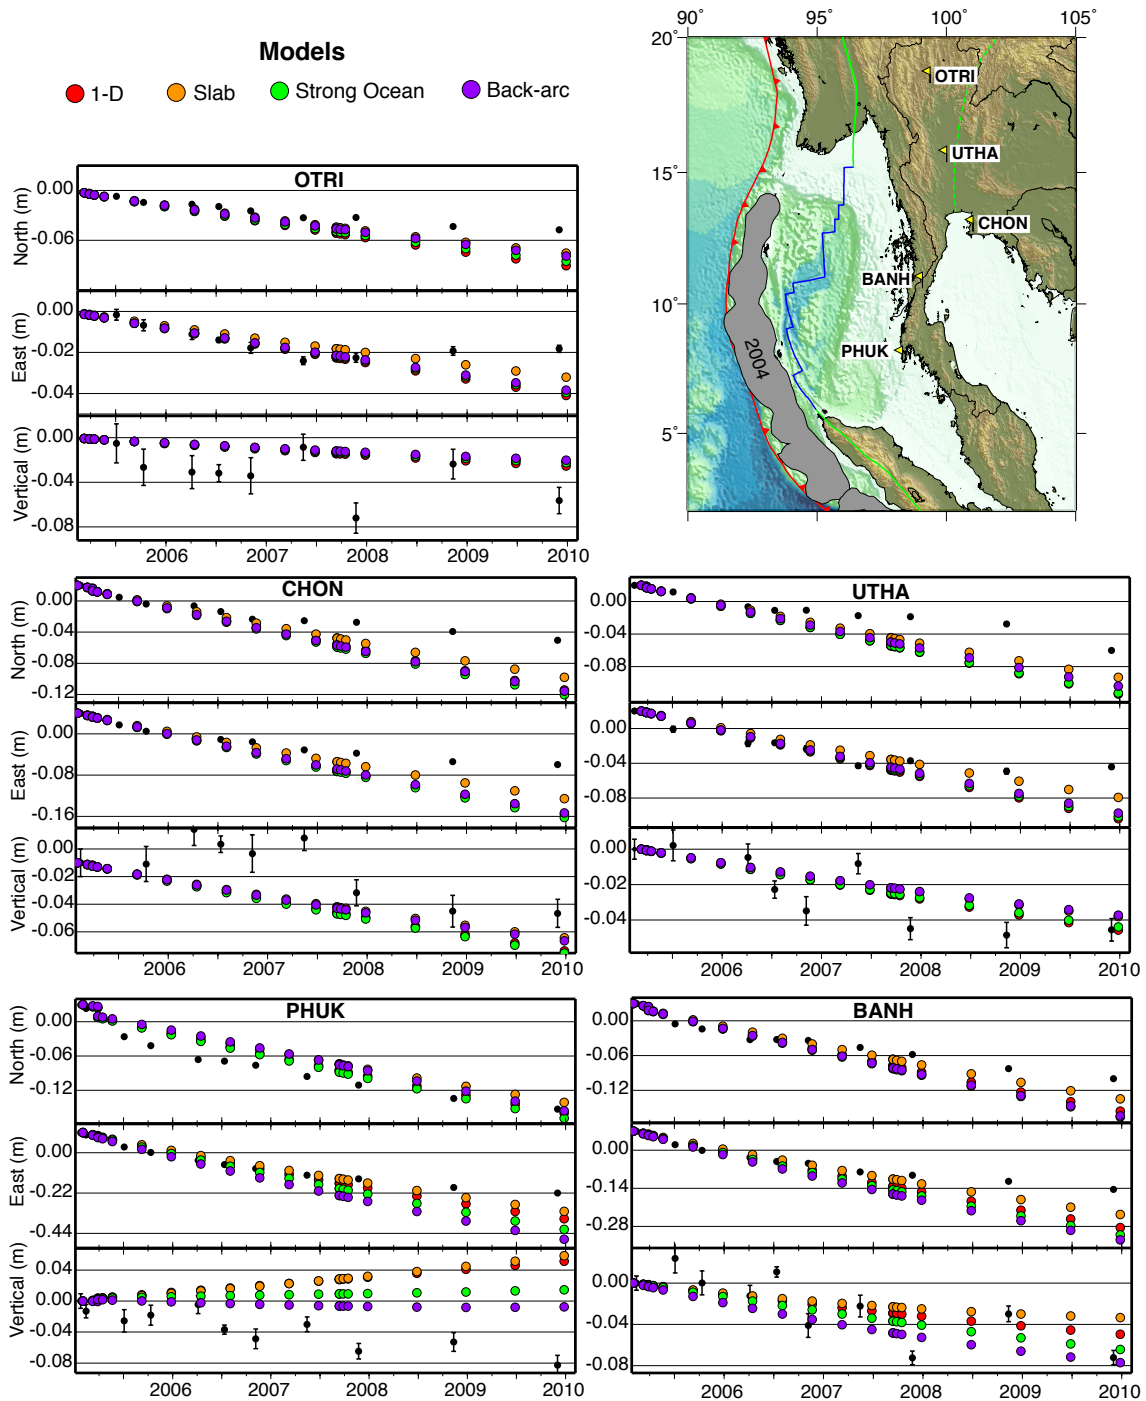 Models
1-D Slab Strong Ocean Back-arc
90° 95° 100° 105°
20°
15°
10°
5°
OTRI
UTHA
CHON
BANH
PHUK
2004
OTRI
North (m)
0.00
-0.06
East (m)
0.00
-0.02
-0.04
Vertical (m)
0.00
-0.04
-0.08
2006 2007 2008 2009 2010
CHON
North (m)
0.00
-0.04
-0.08
-0.12
East (m)
0.00
-0.08
-0.16
Vertical (m)
0.00
-0.02
-0.04
-0.06
2006 2007 2008 2009 2010
UTHA
North (m)
0.00
-0.04
-0.08
East (m)
0.00
-0.04
-0.08
Vertical (m)
0.00
-0.02
-0.04
2006 2007 2008 2009 2010
PHUK
North (m)
0.00
-0.06
-0.12
East (m)
0.00
-0.22
-0.44
Vertical (m)
0.04
0.00
-0.04
-0.08
2006 2007 2008 2009 2010
BANH
North (m)
0.00
-0.06
-0.12
East (m)
0.00
-0.14
-0.28
Vertical (m)
0.00
-0.08
2006 2007 2008 2009 2010